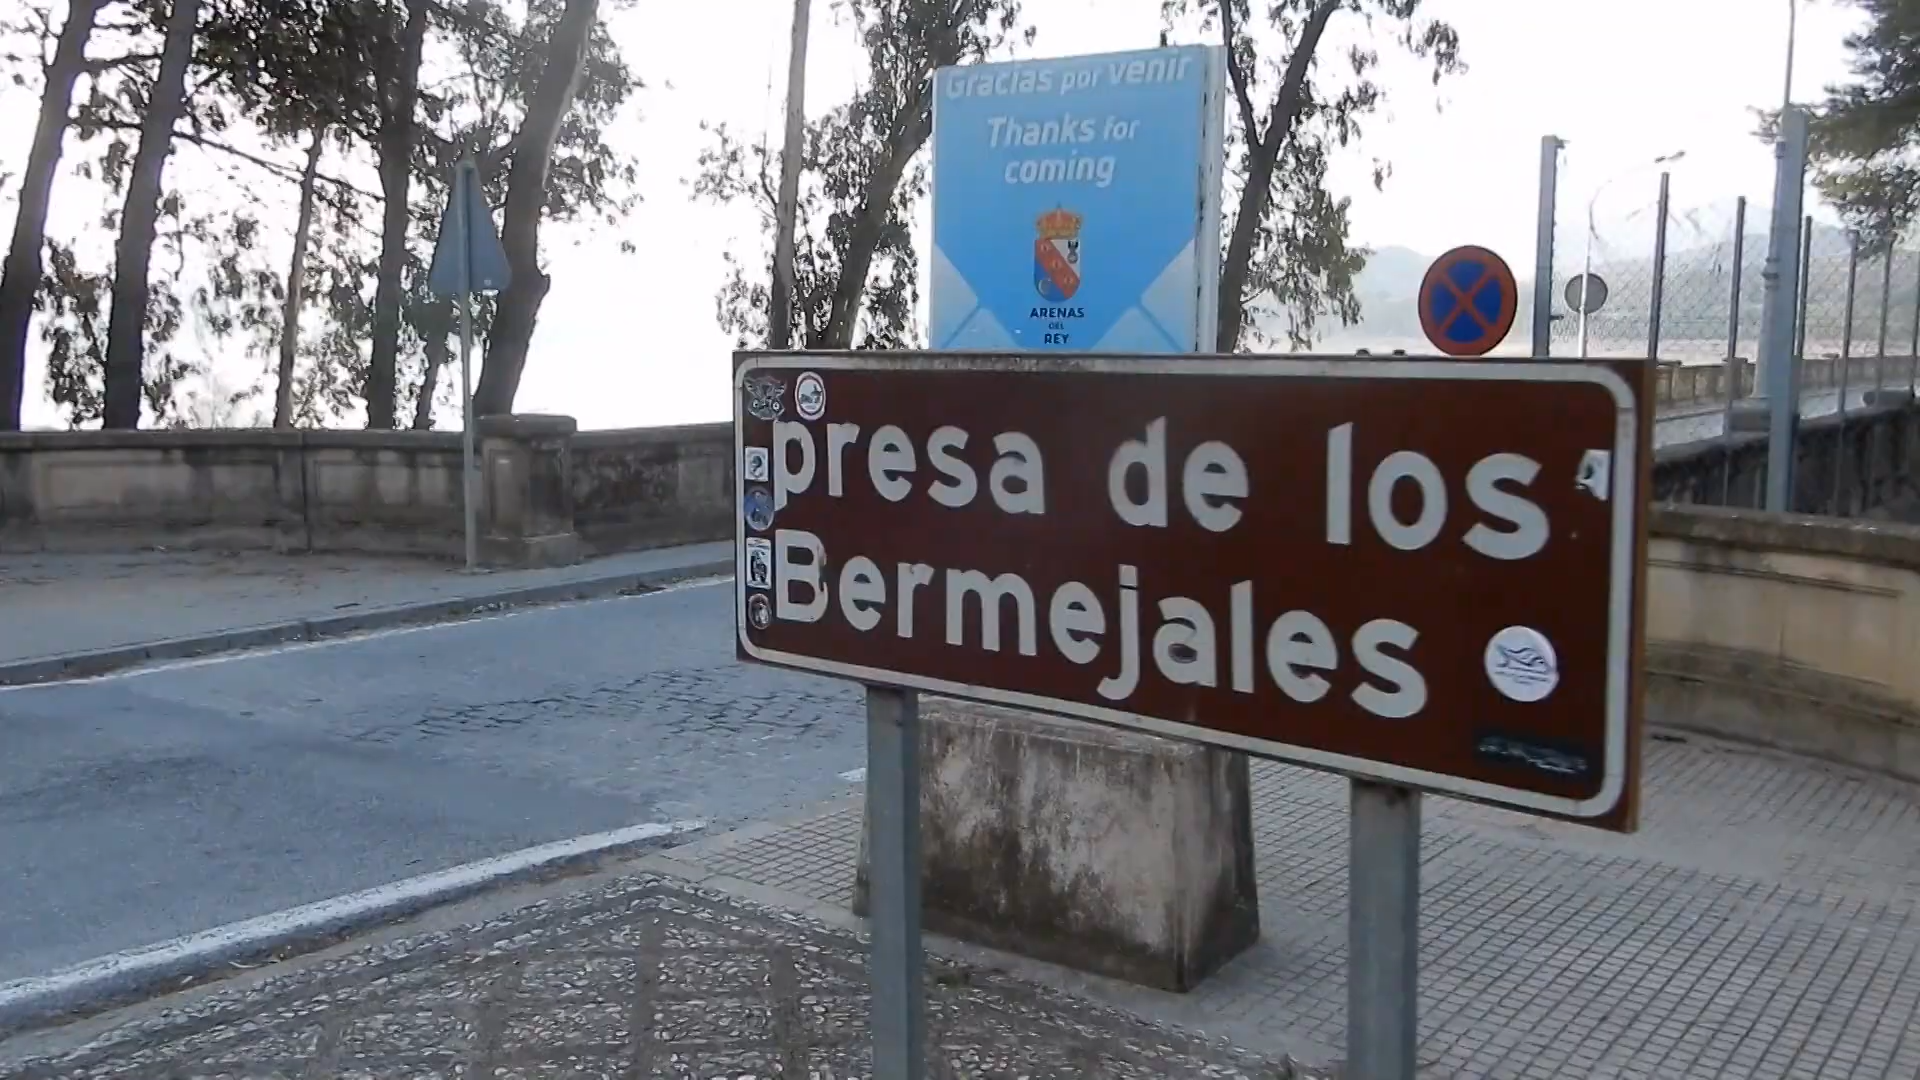 Gracias por venir
Thanks for
coming
ARENAS
DEL
REY
presa de los
Bermejales